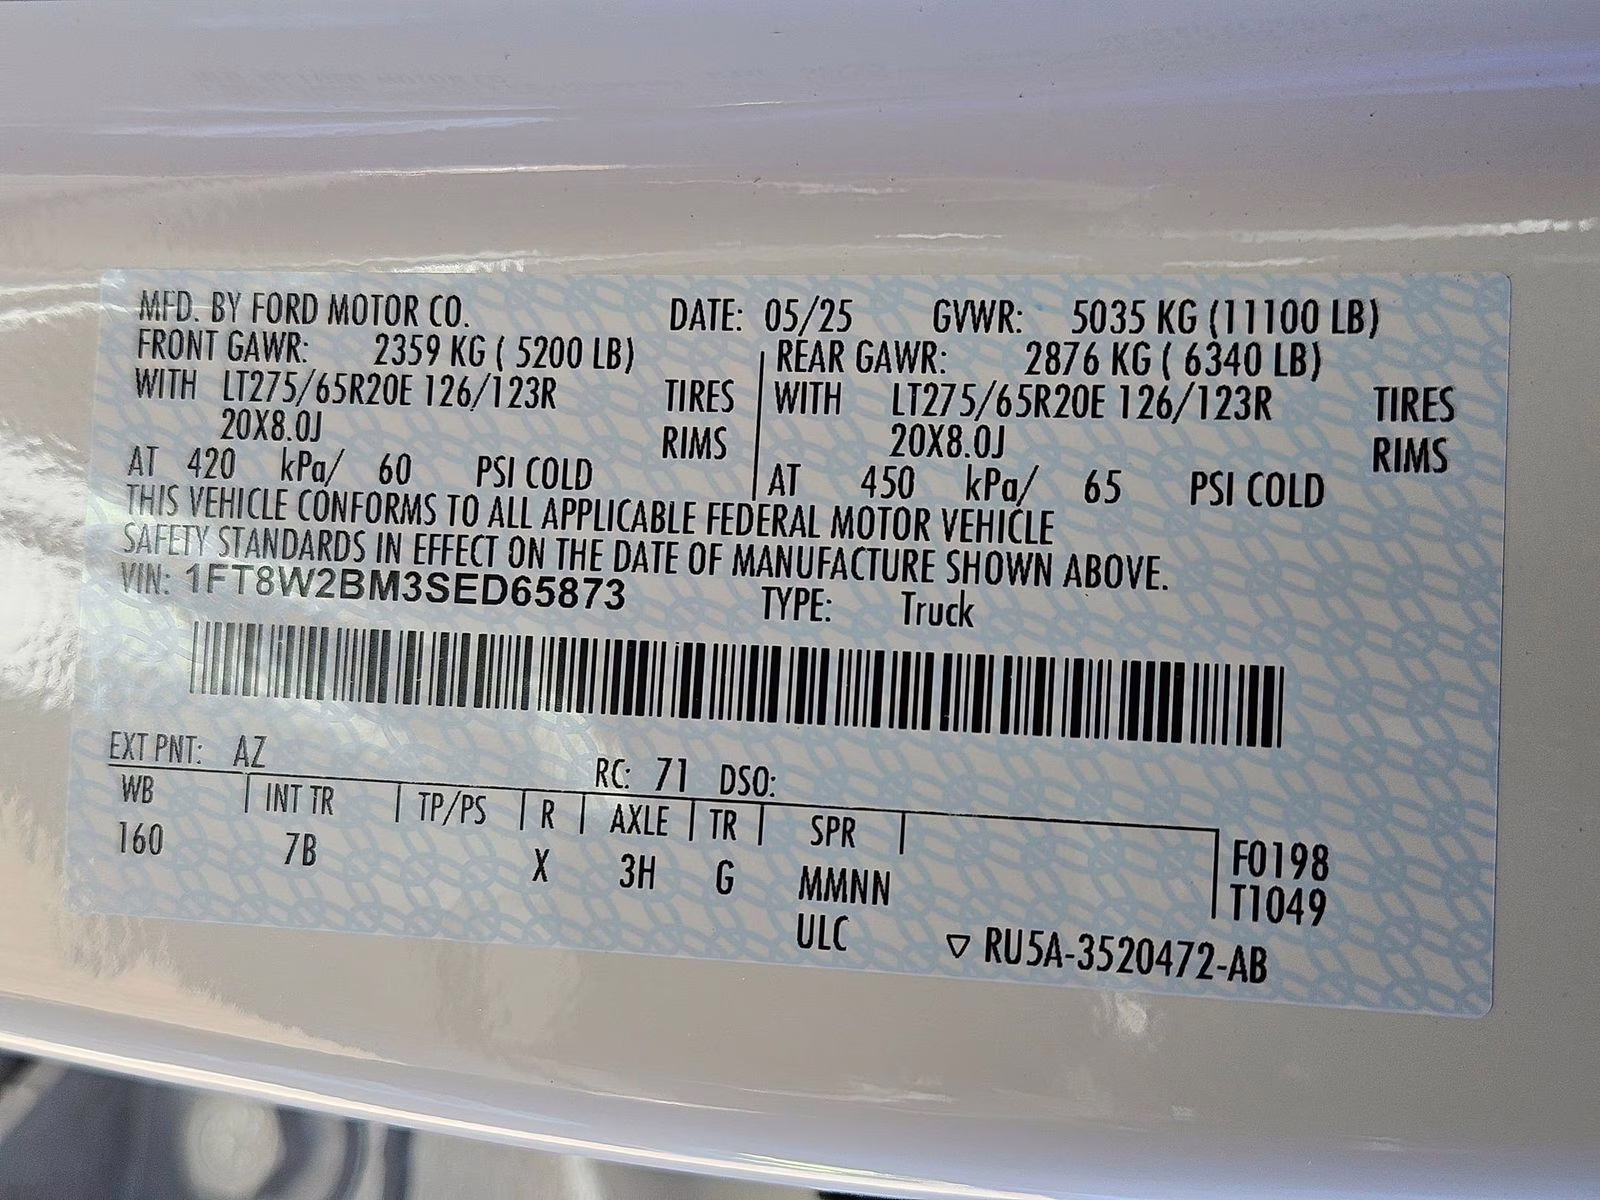 MFD. BY FORD MOTOR CO. DATE: 05/25 GVWR: 5035 KG (11100 LB)
FRONT GAWR: 2359 KG ( 5200 LB) REAR GAWR: 2876 KG ( 6340 LB)
WITH LT275/65R20E 126/123R TIRES WITH LT275/65R20E 126/123R TIRES
20X8.0J RIMS 20X8.0J RIMS
AT 420 kPa/ 60 PSI COLD AT 450 kPa/ 65 PSI COLD
THIS VEHICLE CONFORMS TO ALL APPLICABLE FEDERAL MOTOR VEHICLE
SAFETY STANDARDS IN EFFECT ON THE DATE OF MANUFACTURE SHOWN ABOVE.
VIN: 1FT8W2BM3SED65873 TYPE: Truck
EXT PNT: AZ RC: 71 DSO:
WB INT TR TP/PS R AXLE TR SPR
160 7B X 3H G MMNN F0198
ULC T1049
RU5A-3520472-AB